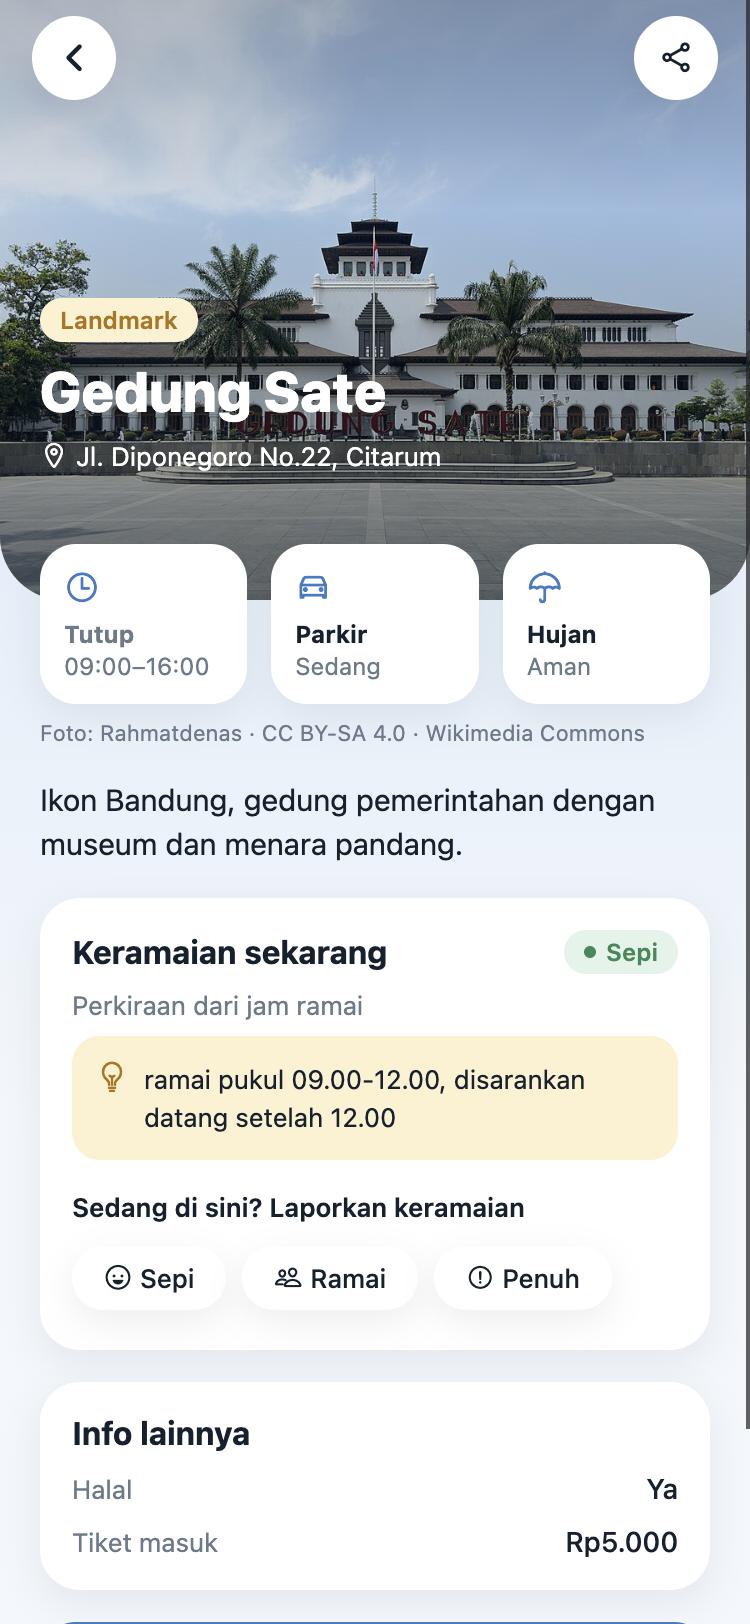 Landmark
Gedung Sate
GEDUNG SATE
Jl. Diponegoro No.22, Citarum
Tutup
09:00–16:00
Parkir
Sedang
Hujan
Aman
Foto: Rahmatdenas · CC BY-SA 4.0 · Wikimedia Commons
Ikon Bandung, gedung pemerintahan dengan
museum dan menara pandang.
Keramaian sekarang
Sepi
Perkiraan dari jam ramai
ramai pukul 09.00-12.00, disarankan
datang setelah 12.00
Sedang di sini? Laporkan keramaian
Sepi
Ramai
Penuh
Info lainnya
Halal
Ya
Tiket masuk
Rp5.000